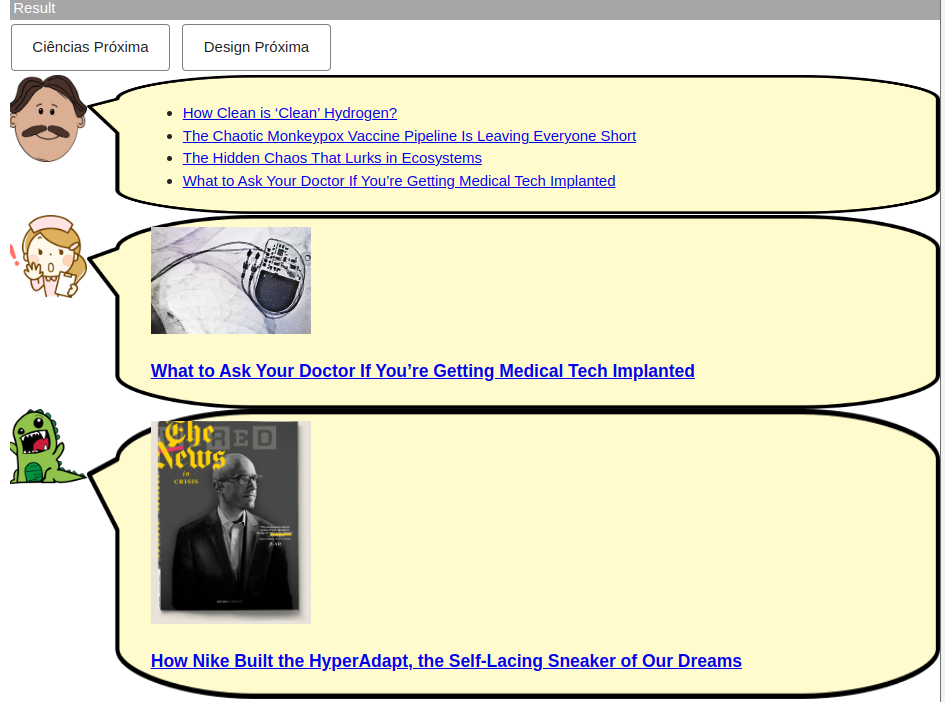 Result
Ciências Próxima
Design Próxima
How Clean is ‘Clean’ Hydrogen?
The Chaotic Monkeypox Vaccine Pipeline Is Leaving Everyone Short
The Hidden Chaos That Lurks in Ecosystems
What to Ask Your Doctor If You’re Getting Medical Tech Implanted
What to Ask Your Doctor If You’re Getting Medical Tech Implanted
RED
The
News
in
CRISIS
How Nike Built the HyperAdapt, the Self-Lacing Sneaker of Our Dreams